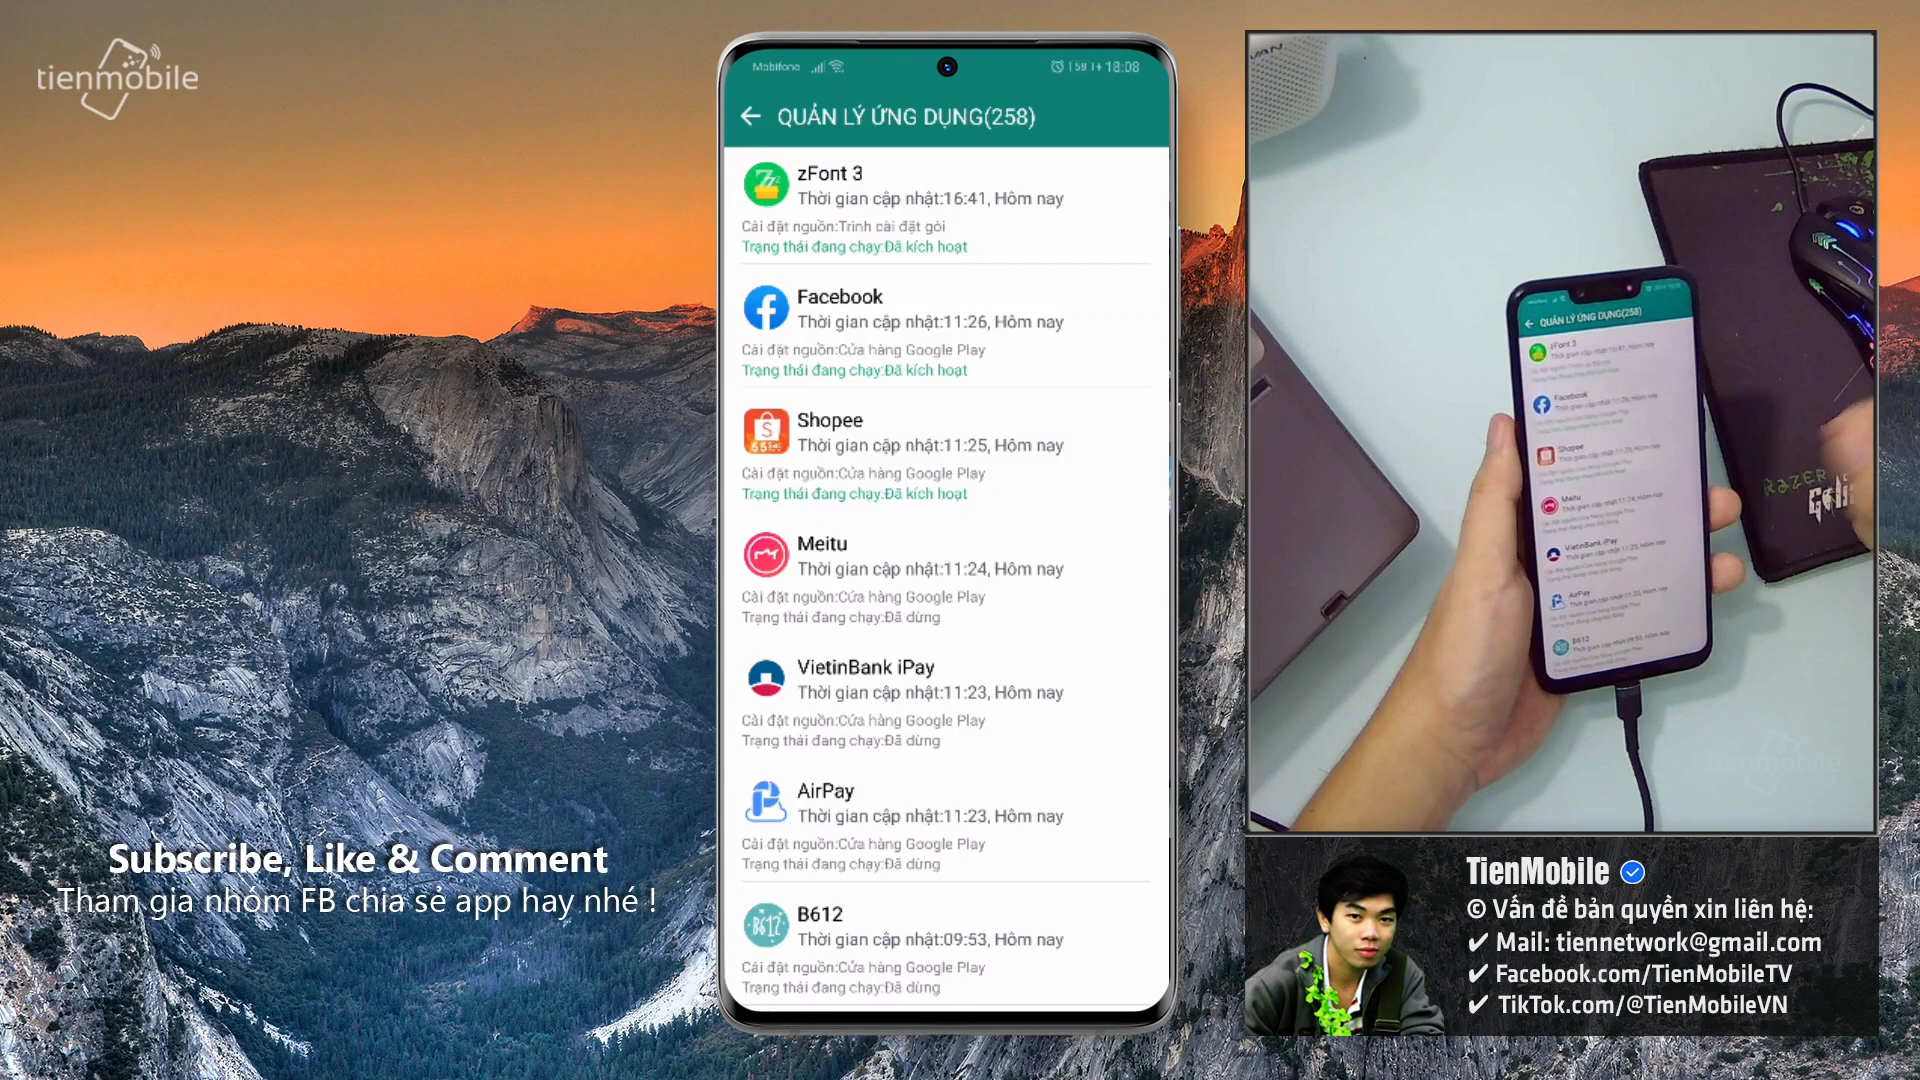 tienmobile
Mobifone
18:08
QUẢN LÝ ỨNG DỤNG(258)
zFont 3
Thời gian cập nhật:16:41, Hôm nay
Cài đặt nguồn:Trình cài đặt gói
Trạng thái đang chạy:Đã kích hoạt
Facebook
Thời gian cập nhật:11:26, Hôm nay
Cài đặt nguồn:Cửa hàng Google Play
Trạng thái đang chạy:Đã kích hoạt
Shopee
Thời gian cập nhật:11:25, Hôm nay
Cài đặt nguồn:Cửa hàng Google Play
Trạng thái đang chạy:Đã kích hoạt
Meitu
Thời gian cập nhật:11:24, Hôm nay
Cài đặt nguồn:Cửa hàng Google Play
Trạng thái đang chạy:Đã dừng
VietinBank iPay
Thời gian cập nhật:11:23, Hôm nay
Cài đặt nguồn:Cửa hàng Google Play
Trạng thái đang chạy:Đã dừng
AirPay
Thời gian cập nhật:11:23, Hôm nay
Cài đặt nguồn:Cửa hàng Google Play
Trạng thái đang chạy:Đã dừng
B612
Thời gian cập nhật:09:53, Hôm nay
Cài đặt nguồn:Cửa hàng Google Play
Trạng thái đang chạy:Đã dừng
Subscribe, Like & Comment
Tham gia nhóm FB chia sẻ app hay nhé !
QUẢN LÝ ỨNG DỤNG(258)
zFont 3
Facebook
Shopee
Meitu
VietinBank iPay
AirPay
B612
RAZER
tienmobile
TienMobile
© Vấn đề bản quyền xin liên hệ:
✔ Mail: tiennetwork@gmail.com
✔ Facebook.com/TienMobileTV
✔ TikTok.com/@TienMobileVN